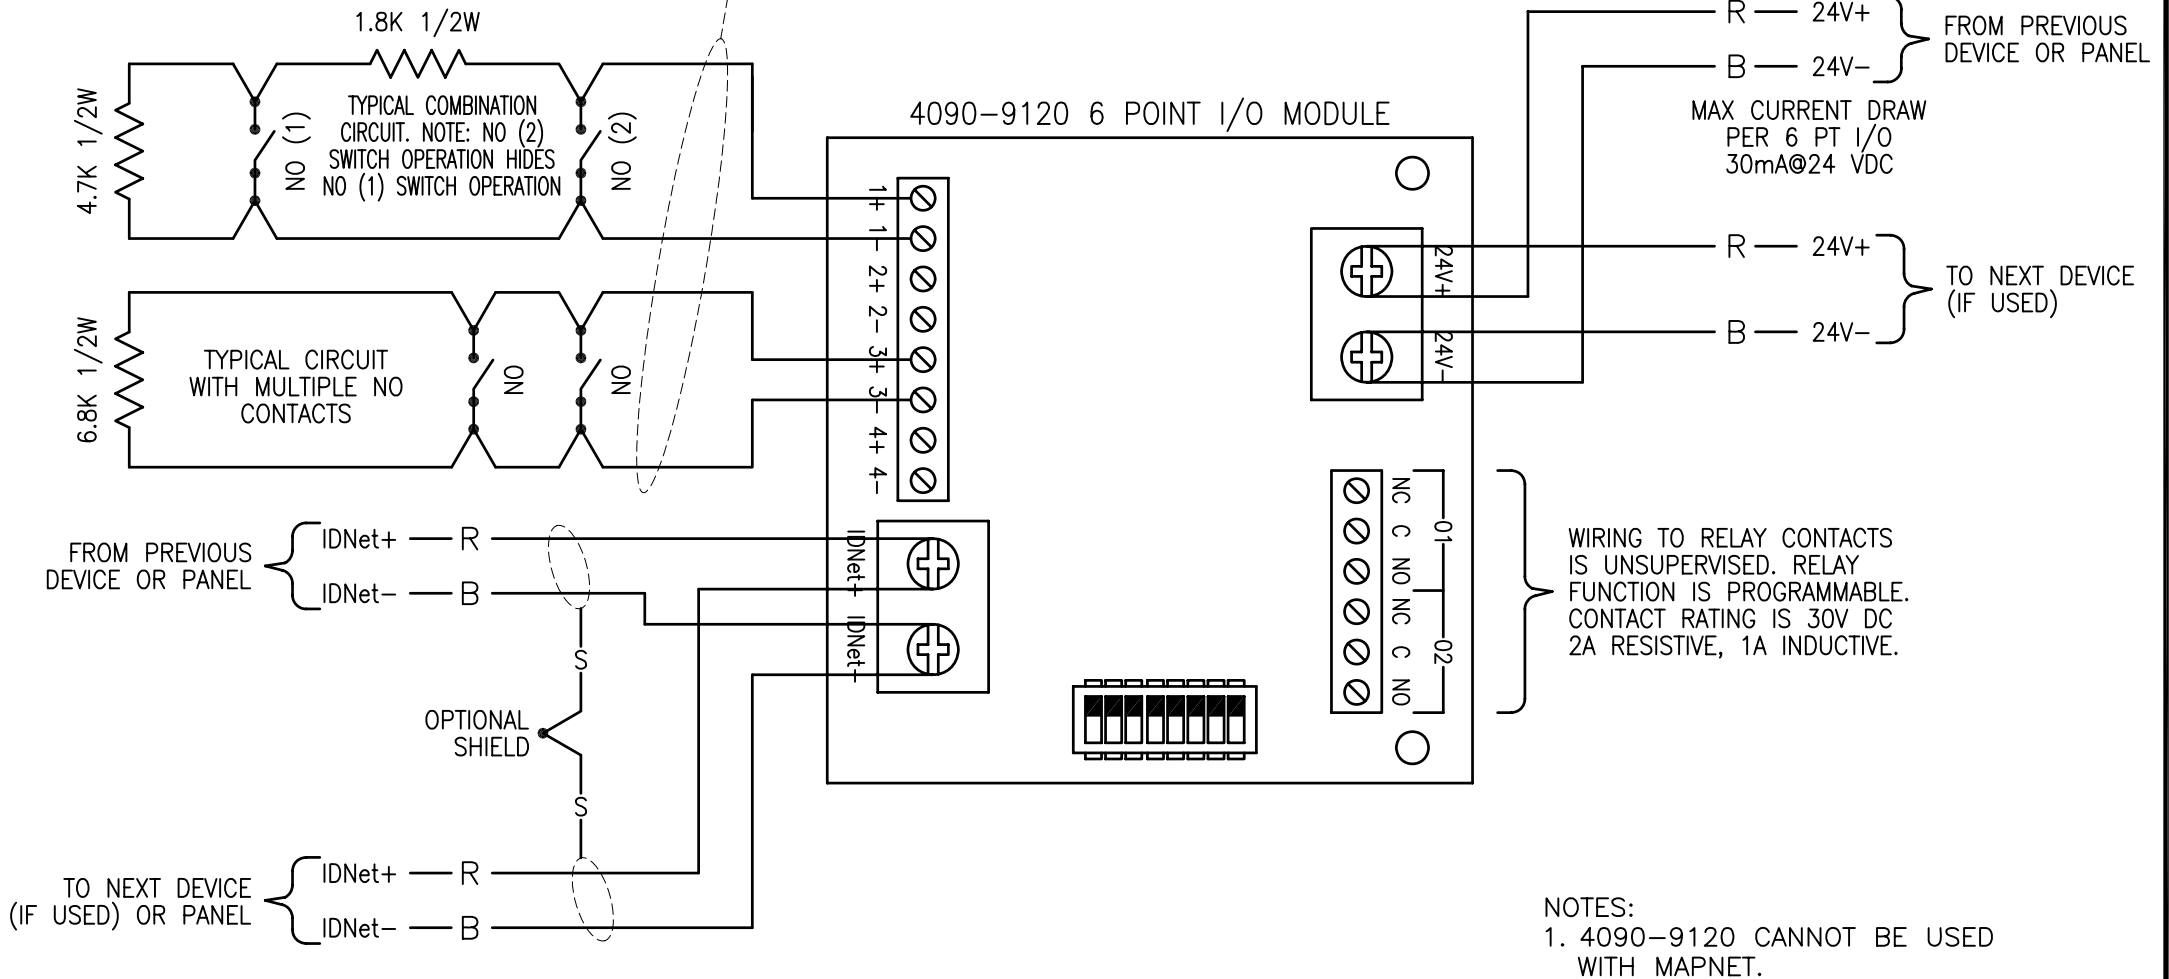 1.8K 1/2W
4.7K 1/2W
NO (1)
TYPICAL COMBINATION
CIRCUIT. NOTE: NO (2)
SWITCH OPERATION HIDES
NO (1) SWITCH OPERATION
NO (2)
6.8K 1/2W
TYPICAL CIRCUIT
WITH MULTIPLE NO
CONTACTS
NO
NO
4090-9120 6 POINT I/O MODULE
1+
1-
2+
2-
3+
3-
4+
4-
IDNet+
IDNet-
24V+
24V-
R 24V+
B 24V-
FROM PREVIOUS
DEVICE OR PANEL
MAX CURRENT DRAW
PER 6 PT I/O
30mA@24 VDC
R 24V+
B 24V-
TO NEXT DEVICE
(IF USED)
NC
C
NO
NC
C
NO
01
02
WIRING TO RELAY CONTACTS
IS UNSUPERVISED. RELAY
FUNCTION IS PROGRAMMABLE.
CONTACT RATING IS 30V DC
2A RESISTIVE, 1A INDUCTIVE.
FROM PREVIOUS
DEVICE OR PANEL
IDNet+ R
IDNet- B
S
OPTIONAL
SHIELD
S
TO NEXT DEVICE
(IF USED) OR PANEL
IDNet+ R
IDNet- B
NOTES:
1. 4090-9120 CANNOT BE USED
WITH MAPNET.